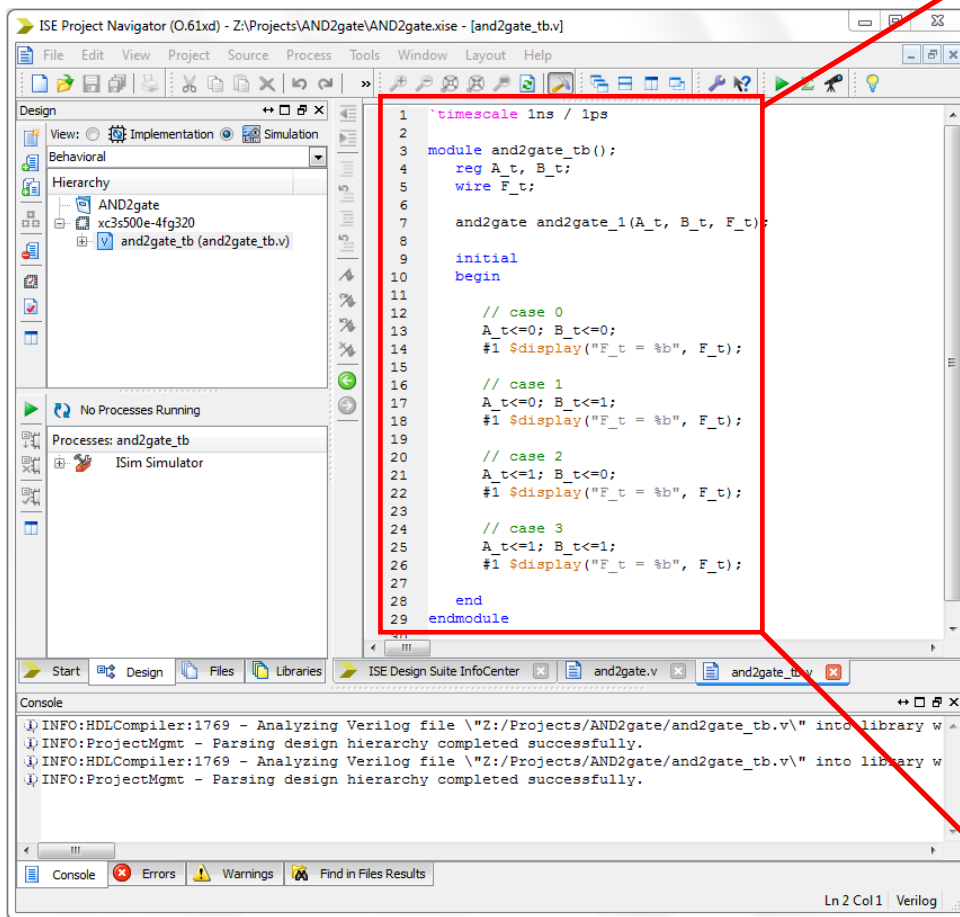 ISE Project Navigator (O.61xd) - Z:\Projects\AND2gate\AND2gate.xise - [and2gate_tb.v]
File Edit View Project Source Process Tools Window Layout Help
Design
View: Implementation Simulation
Behavioral
Hierarchy
AND2gate
xc3s500e-4fg320
and2gate_tb (and2gate_tb.v)
No Processes Running
Processes: and2gate_tb
ISim Simulator
1 `timescale 1ns / 1ps
2
3 module and2gate_tb();
4 reg A_t, B_t;
5 wire F_t;
6
7 and2gate and2gate_1(A_t, B_t, F_t);
8
9 initial
10 begin
11
12 // case 0
13 A_t<=0; B_t<=0;
14 #1 $display("F_t = %b", F_t);
15
16 // case 1
17 A_t<=0; B_t<=1;
18 #1 $display("F_t = %b", F_t);
19
20 // case 2
21 A_t<=1; B_t<=0;
22 #1 $display("F_t = %b", F_t);
23
24 // case 3
25 A_t<=1; B_t<=1;
26 #1 $display("F_t = %b", F_t);
27
28 end
29 endmodule
Start Design Files Libraries
ISE Design Suite InfoCenter and2gate.v and2gate_tb.v
Console
INFO:HDLCompiler:1769 - Analyzing Verilog file \"Z:/Projects/AND2gate/and2gate_tb.v\" into library w
INFO:ProjectMgmt - Parsing design hierarchy completed successfully.
INFO:HDLCompiler:1769 - Analyzing Verilog file \"Z:/Projects/AND2gate/and2gate_tb.v\" into library w
INFO:ProjectMgmt - Parsing design hierarchy completed successfully.
Console Errors Warnings Find in Files Results
Ln 2 Col 1 Verilog